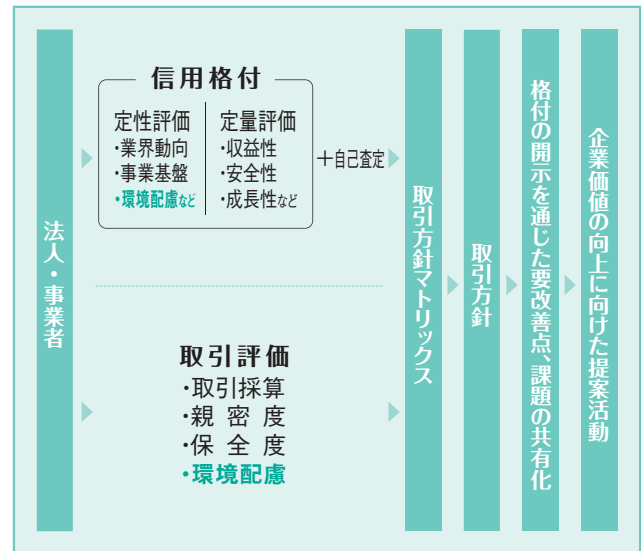 法人・事業者
信用格付
定性評価
・業界動向
・事業基盤
・環境配慮など
定量評価
・収益性
・安全性
・成長性など
＋自己査定
取引評価
・取引採算
・親密度
・保全度
・環境配慮
取引方針マトリックス
取引方針
格付の開示を通じた要改善点、課題の共有化
企業価値の向上に向けた提案活動